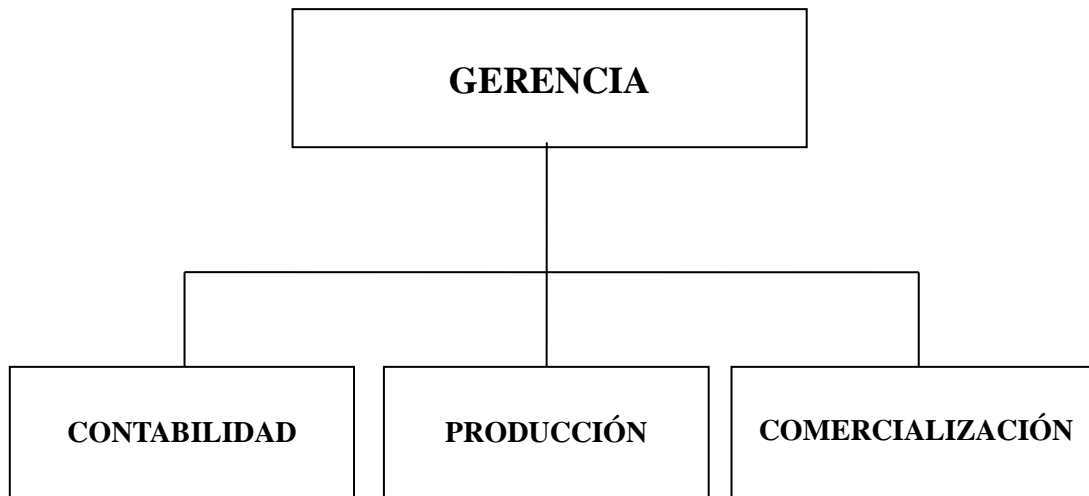 GERENCIA
CONTABILIDAD
PRODUCCIÓN
COMERCIALIZACIÓN